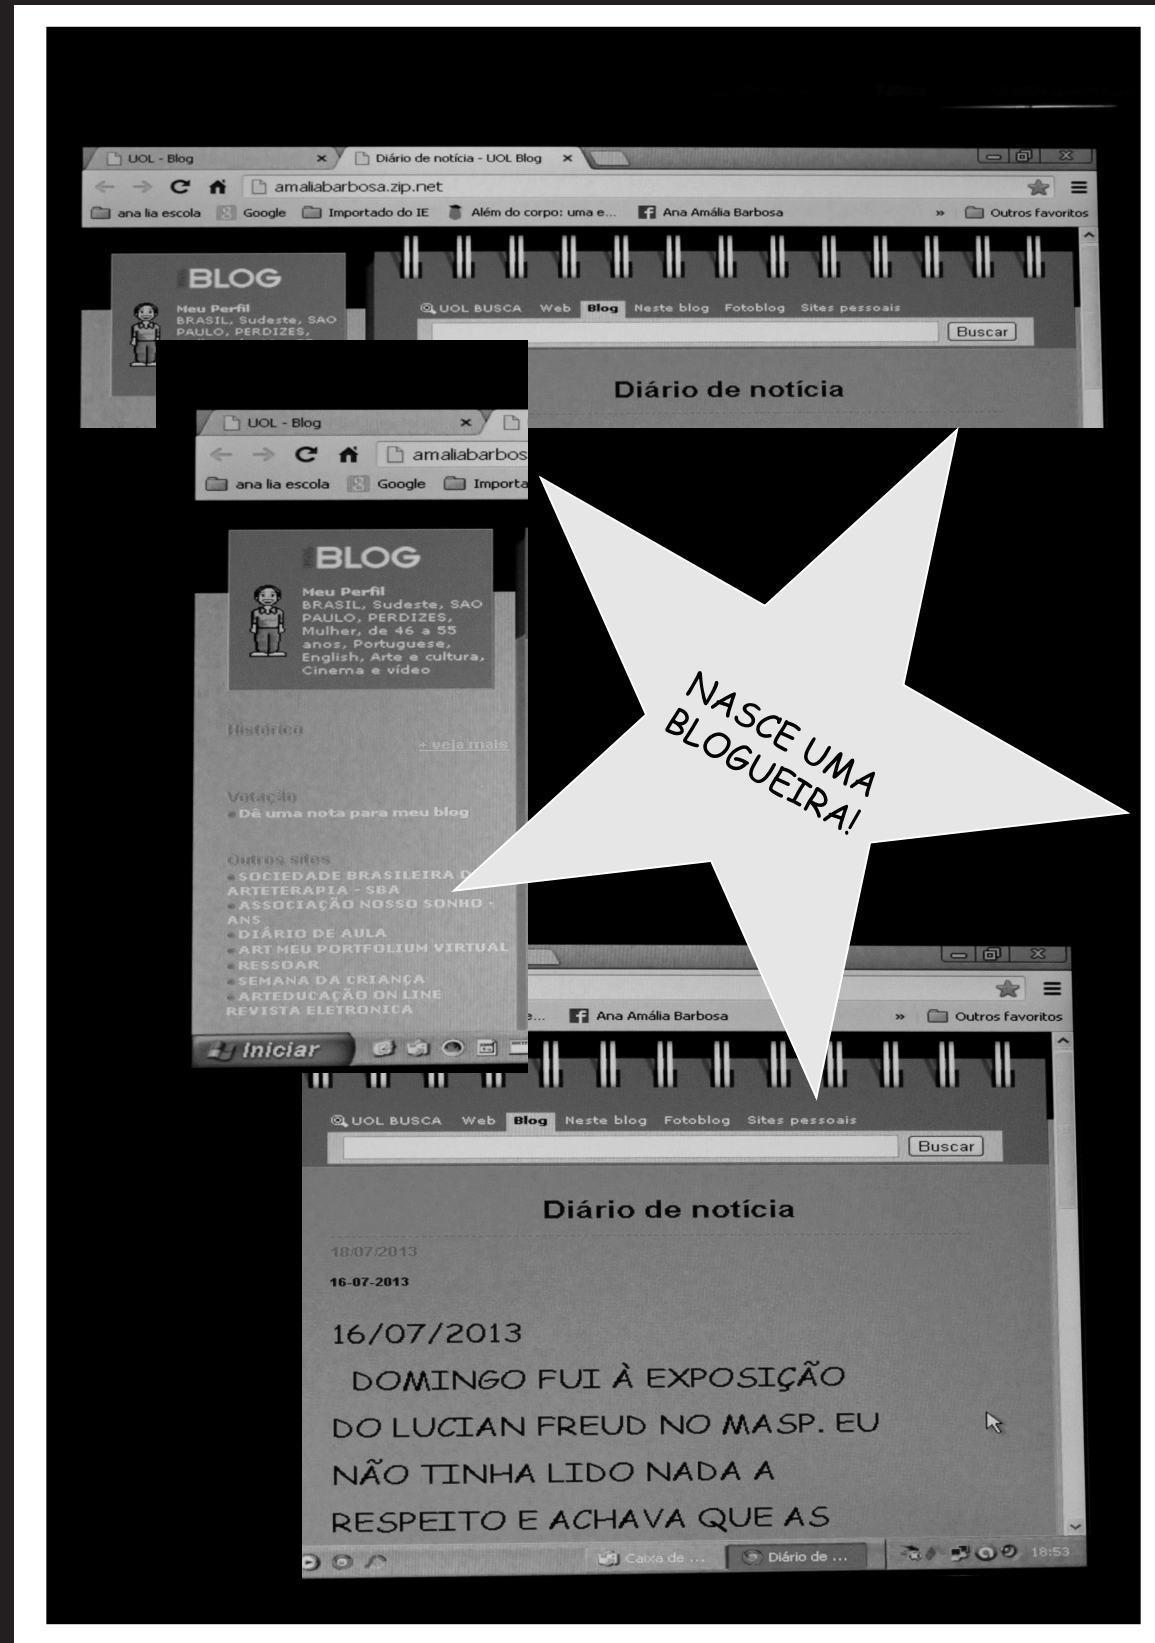 UOL - Blog
Diário de notícia - UOL Blog
amaliabarbosa.zip.net
ana lia escola Google Importado do IE Além do corpo: uma e... Ana Amália Barbosa » Outros favoritos
BLOG
Meu Perfil
BRASIL, Sudeste, SAO
PAULO, PERDIZES,
UOL BUSCA Web Blog Neste blog Fotoblog Sites pessoais
Buscar
Diário de notícia
UOL - Blog
amaliabarbos
ana lia escola Google Importa
BLOG
Meu Perfil
BRASIL, Sudeste, SAO
PAULO, PERDIZES,
Mulher, de 46 a 55
anos, Portuguese,
English, Arte e cultura,
Cinema e vídeo
Histórico
+ veja mais
Votação
Dê uma nota para meu blog
Outros sites
SOCIEDADE BRASILEIRA D
ARTETERAPIA - SBA
ASSOCIAÇÃO NOSSO SONHO -
ANS
DIÁRIO DE AULA
ART MEU PORTFOLIUM VIRTUAL
RESSOAR
SEMANA DA CRIANÇA
ARTEDUCAÇÃO ON LINE
REVISTA ELETRONICA
Iniciar
NASCE UMA
BLOGUEIRA!
e... Ana Amália Barbosa » Outros favoritos
UOL BUSCA Web Blog Neste blog Fotoblog Sites pessoais
Buscar
Diário de notícia
18/07/2013
16-07-2013
16/07/2013
DOMINGO FUI À EXPOSIÇÃO
DO LUCIAN FREUD NO MASP. EU
NÃO TINHA LIDO NADA A
RESPEITO E ACHAVA QUE AS
Caixa de ... Diário de ... 18:53